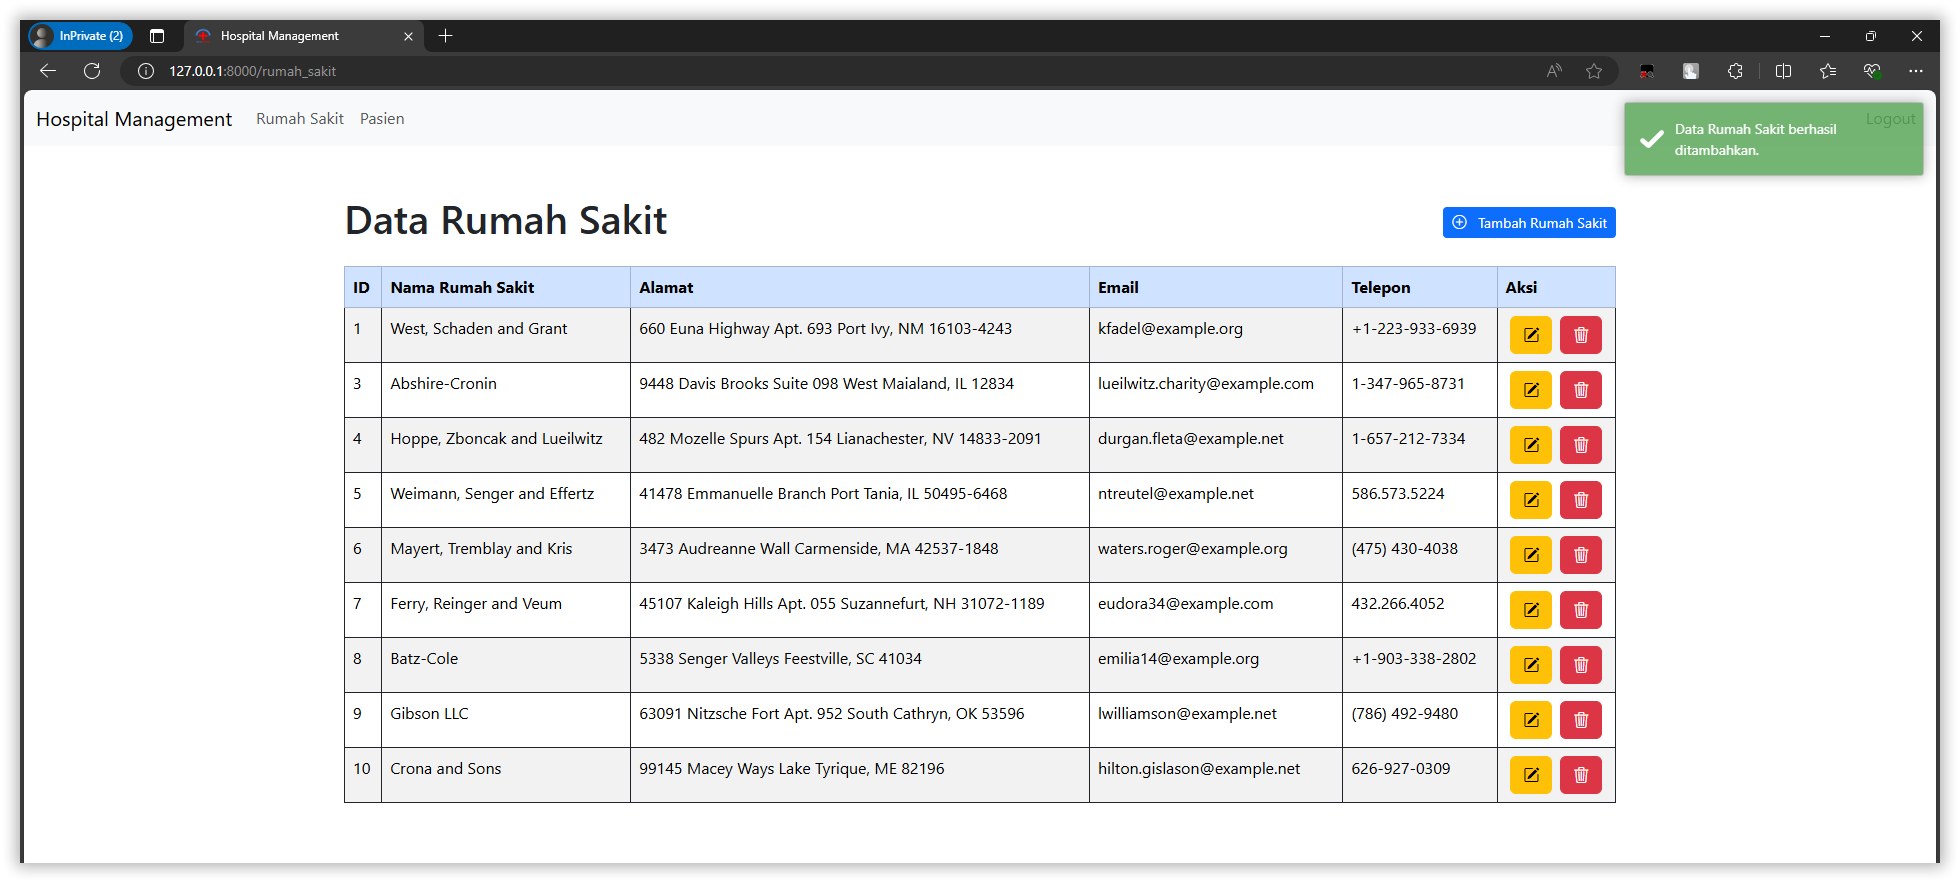 InPrivate (2)
Hospital Management
127.0.0.1:8000/rumah_sakit
Hospital Management Rumah Sakit Pasien Logout
Data Rumah Sakit berhasil
ditambahkan.
Data Rumah Sakit
Tambah Rumah Sakit
ID Nama Rumah Sakit Alamat Email Telepon Aksi
1 West, Schaden and Grant 660 Euna Highway Apt. 693 Port Ivy, NM 16103-4243 kfadel@example.org +1-223-933-6939
3 Abshire-Cronin 9448 Davis Brooks Suite 098 West Maialand, IL 12834 lueilwitz.charity@example.com 1-347-965-8731
4 Hoppe, Zboncak and Lueilwitz 482 Mozelle Spurs Apt. 154 Lianachester, NV 14833-2091 durgan.fleta@example.net 1-657-212-7334
5 Weimann, Senger and Effertz 41478 Emmanuelle Branch Port Tania, IL 50495-6468 ntreutel@example.net 586.573.5224
6 Mayert, Tremblay and Kris 3473 Audreanne Wall Carmenside, MA 42537-1848 waters.roger@example.org (475) 430-4038
7 Ferry, Reinger and Veum 45107 Kaleigh Hills Apt. 055 Suzannefurt, NH 31072-1189 eudora34@example.com 432.266.4052
8 Batz-Cole 5338 Senger Valleys Feestville, SC 41034 emilia14@example.org +1-903-338-2802
9 Gibson LLC 63091 Nitzsche Fort Apt. 952 South Cathryn, OK 53596 lwilliamson@example.net (786) 492-9480
10 Crona and Sons 99145 Macey Ways Lake Tyrique, ME 82196 hilton.gislason@example.net 626-927-0309